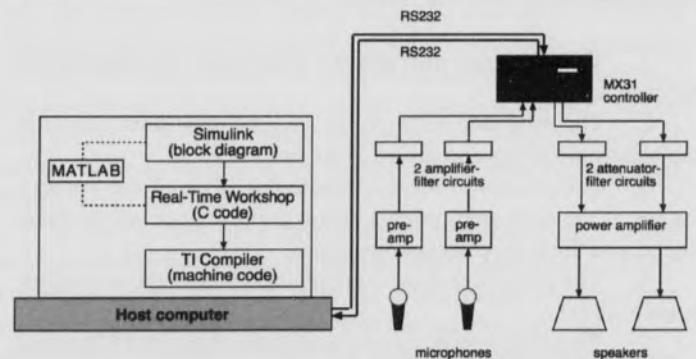 RS232
RS232
MX31
controller
Simulink
(block diagram)
MATLAB
Real-Time Workshop
(C code)
TI Compiler
(machine code)
Host computer
2 amplifier-
filter circuits
2 attenuator-
filter circuits
pre-
amp
pre-
amp
power amplifier
microphones
speakers